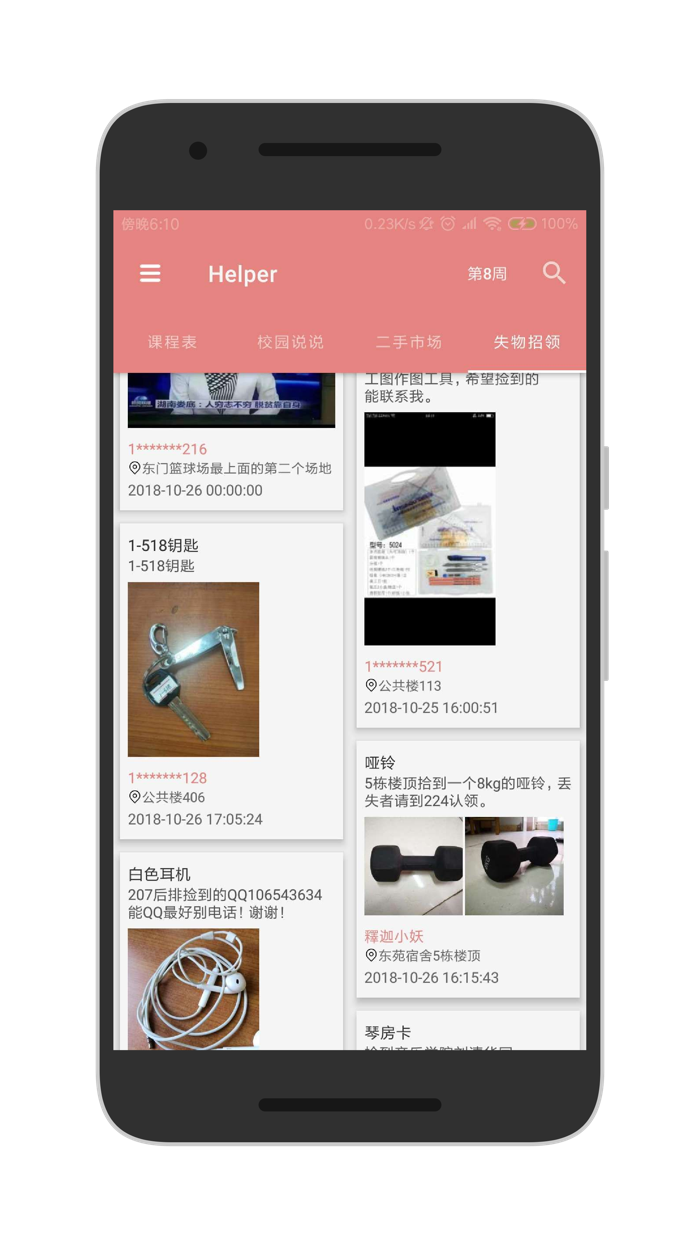 傍晚6:10
0.23K/s
100%
Helper
第8周
课程表
校园说说
二手市场
失物招领
湖南娄底：人穷志不穷 脱贫靠自身
1*******216
东门篮球场最上面的第二个场地
2018-10-26 00:00:00
1-518钥匙
1-518钥匙
1*******128
公共楼406
2018-10-26 17:05:24
白色耳机
207后排捡到的QQ106543634
能QQ最好别电话！谢谢！
工图作图工具，希望捡到的
能联系我。
型号：5024
1*******521
公共楼113
2018-10-25 16:00:51
哑铃
5栋楼顶拾到一个8kg的哑铃，丢
失者请到224认领。
釋迦小妖
东苑宿舍5栋楼顶
2018-10-26 16:15:43
琴房卡